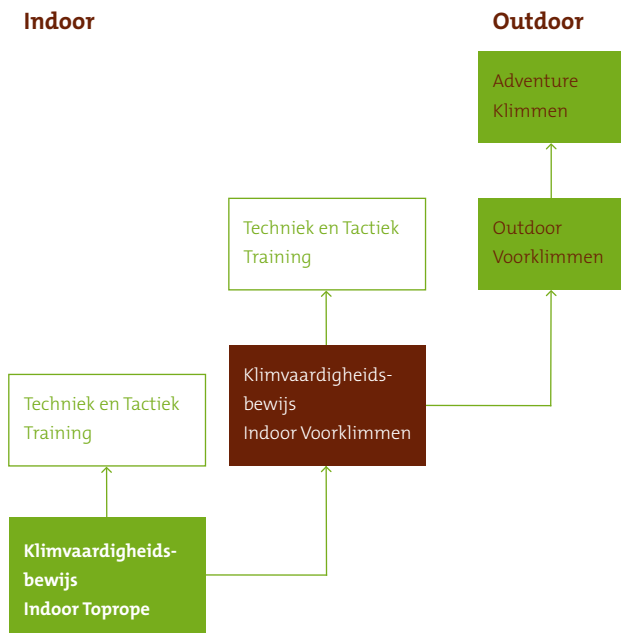 Indoor
Outdoor
Adventure
Klimmen
Techniek en Tactiek
Training
Outdoor
Voorklimmen
Klimvaardigheids-
bewijs
Indoor Voorklimmen
Techniek en Tactiek
Training
Klimvaardigheids-
bewijs
Indoor Toprope